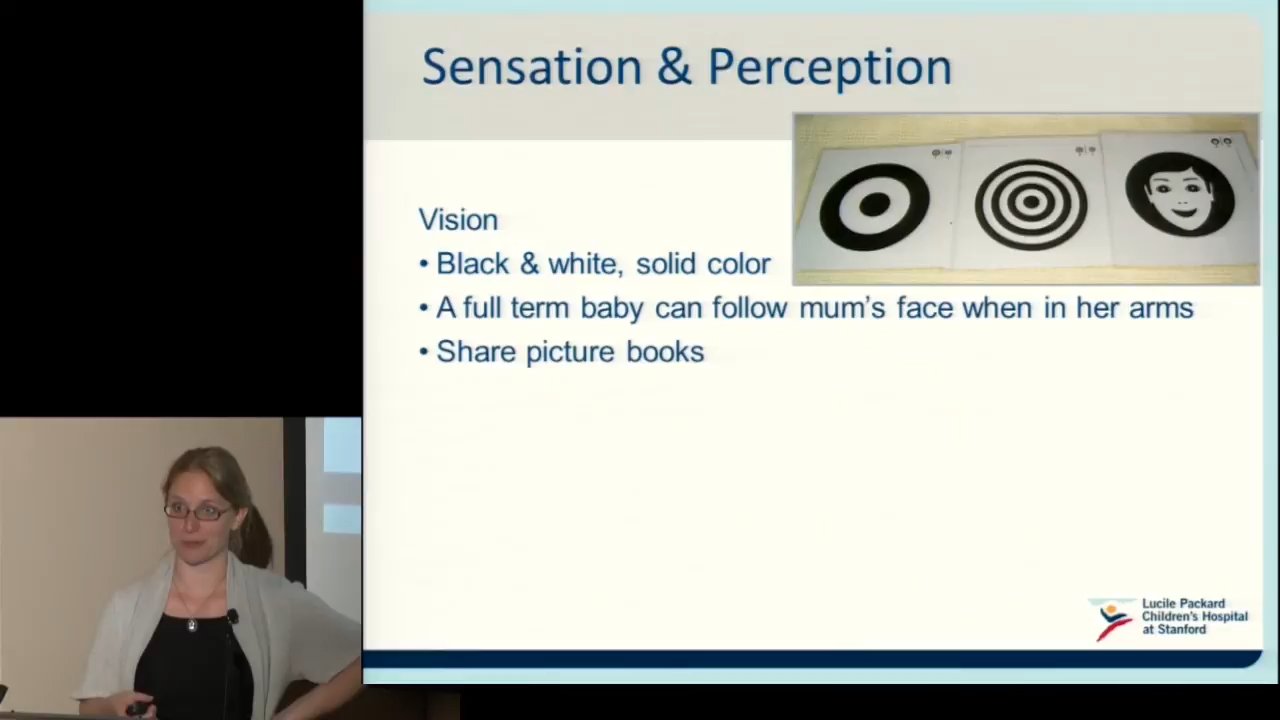 Sensation & Perception
Vision
• Black & white, solid color
• A full term baby can follow mum's face when in her arms
• Share picture books
Lucile Packard
Children's Hospital
at Stanford